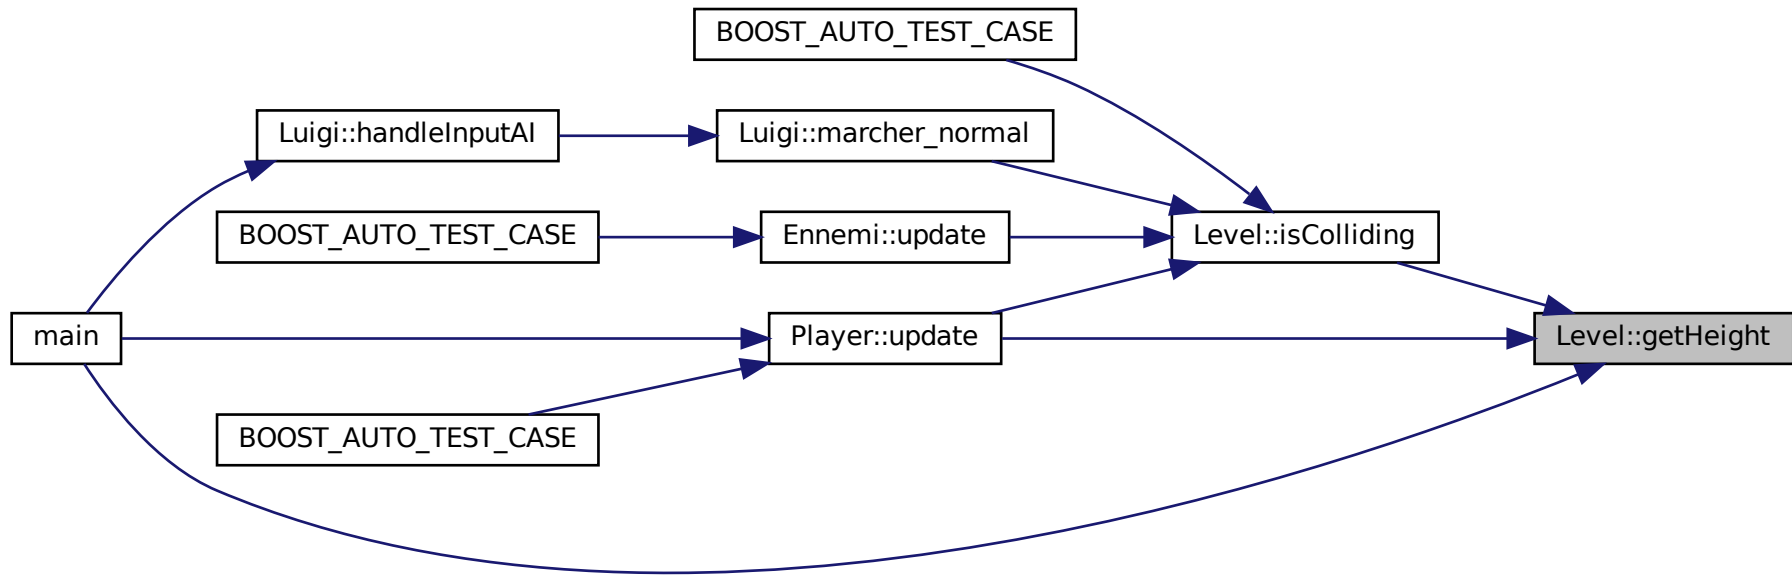 BOOST_AUTO_TEST_CASE
Luigi::handleInputAI
Luigi::marcher_normal
BOOST_AUTO_TEST_CASE
Ennemi::update
Level::isColliding
main
Player::update
Level::getHeight
BOOST_AUTO_TEST_CASE